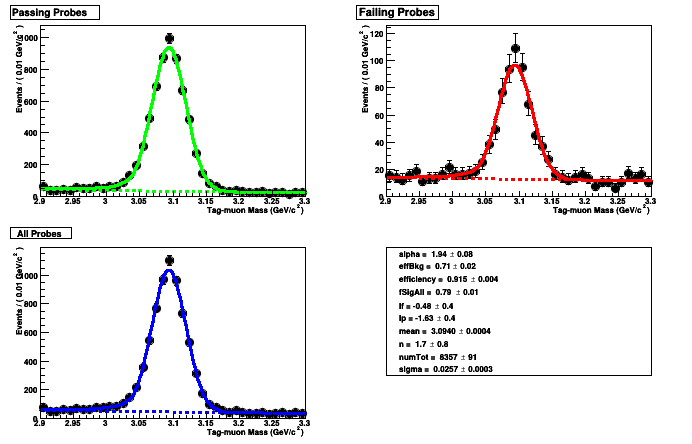 Passing Probes
Events / ( 0.01 GeV/c² )
1000
800
600
400
200
0
2.9 2.95 3 3.05 3.1 3.15 3.2 3.25 3.3
Tag-muon Mass (GeV/c²)
Failing Probes
Events / ( 0.01 GeV/c² )
120
100
80
60
40
20
0
2.9 2.95 3 3.05 3.1 3.15 3.2 3.25 3.3
Tag-muon Mass (GeV/c²)
All Probes
Events / ( 0.01 GeV/c² )
1000
800
600
400
200
0
2.9 2.95 3 3.05 3.1 3.15 3.2 3.25 3.3
Tag-muon Mass (GeV/c²)
alpha = 1.94 ± 0.08
effBkg = 0.71 ± 0.02
efficiency = 0.915 ± 0.004
fSigAll = 0.79 ± 0.01
lf = -0.48 ± 0.4
lp = -1.63 ± 0.4
mean = 3.0940 ± 0.0004
n = 1.7 ± 0.8
numTot = 8357 ± 91
sigma = 0.0257 ± 0.0003